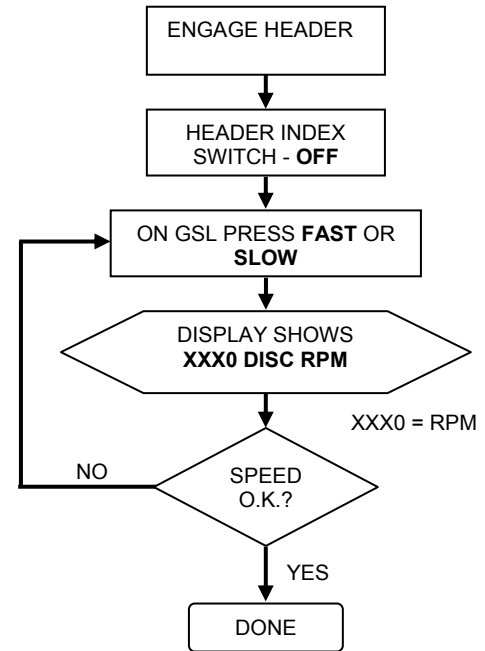 ENGAGE HEADER
HEADER INDEX
SWITCH - OFF
ON GSL PRESS FAST OR
SLOW
DISPLAY SHOWS
XXX0 DISC RPM
XXX0 = RPM
NO
SPEED
O.K.?
YES
DONE